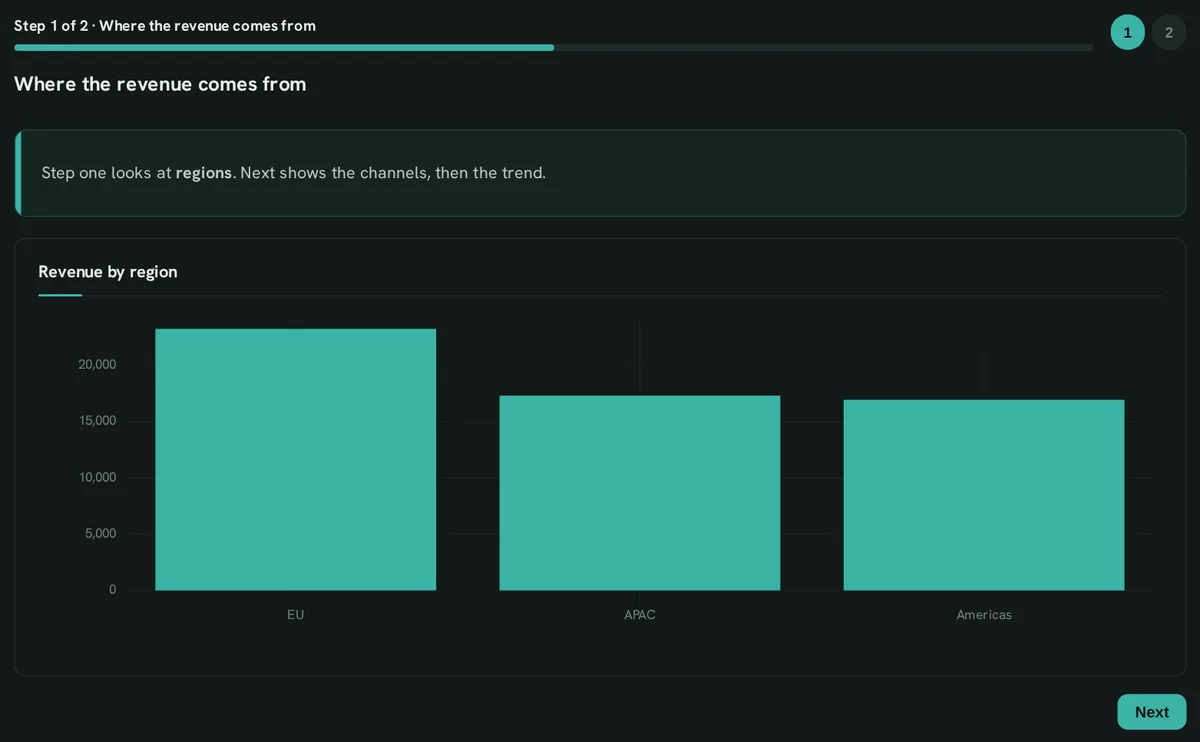 Step 1 of 2 · Where the revenue comes from
1
2
Where the revenue comes from
Step one looks at regions. Next shows the channels, then the trend.
Revenue by region
20,000
15,000
10,000
5,000
0
EU
APAC
Americas
Next